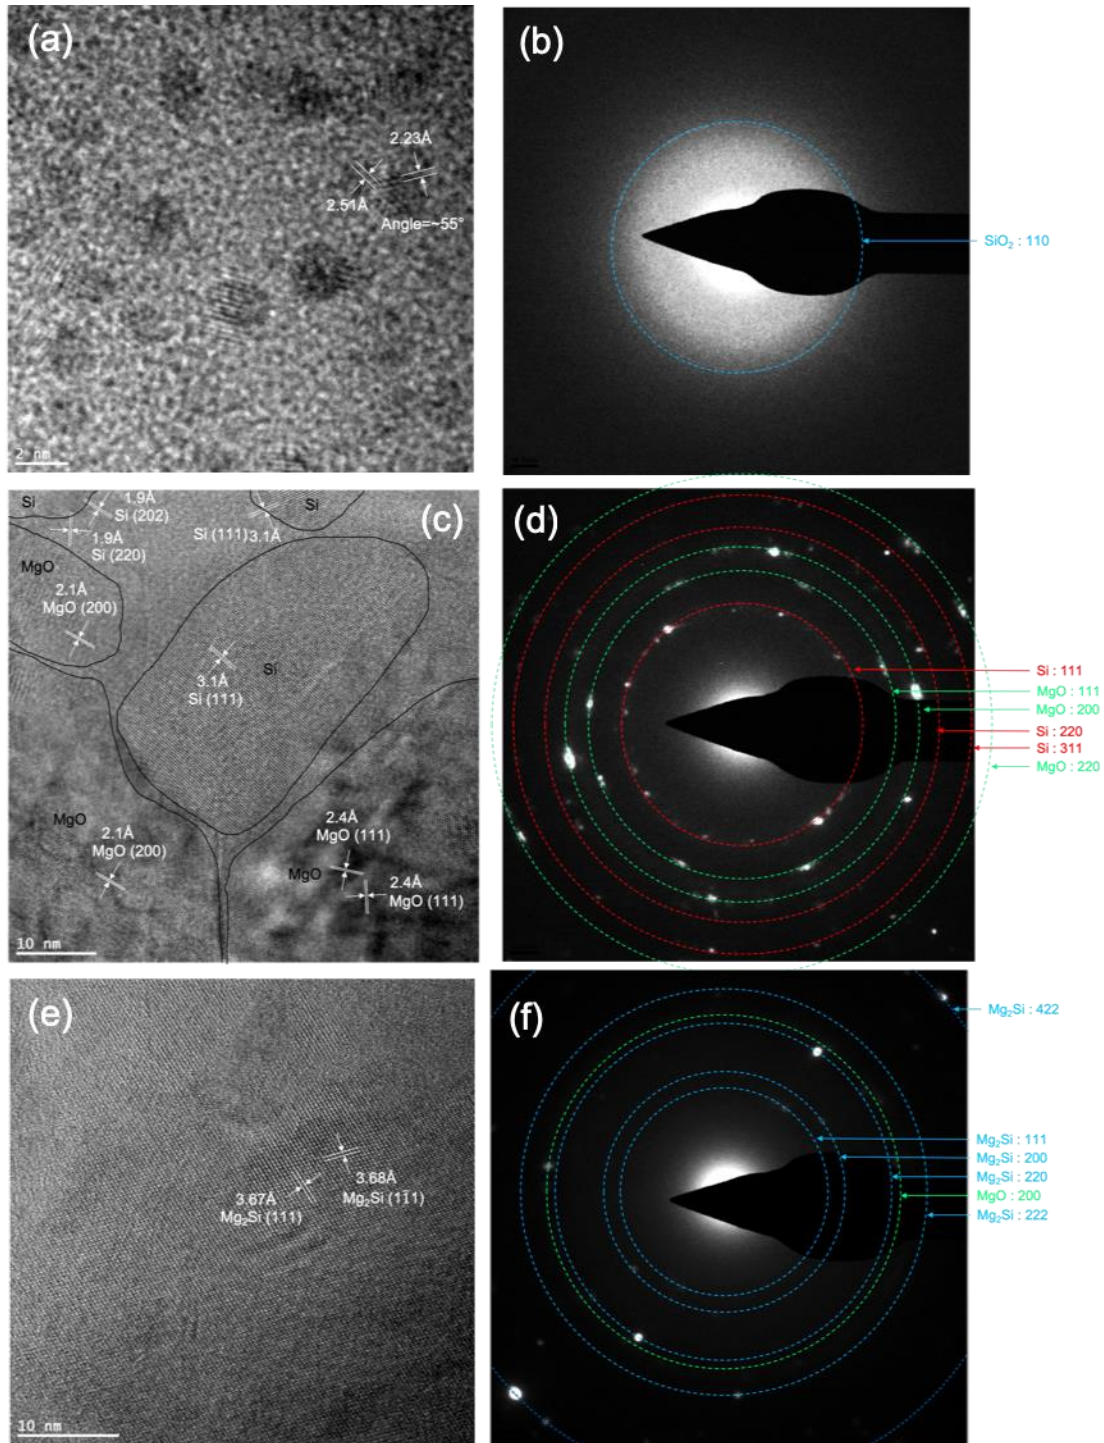 (a)
2.23Å
2.51Å
Angle=~55°
2 nm
(b)
SiO₂ : 110
(c)
Si
1.9Å
Si (202)
1.9Å
Si (220)
Si
Si (111)
3.1Å
MgO
2.1Å
MgO (200)
Si
3.1Å
Si (111)
MgO
2.1Å
MgO (200)
2.4Å
MgO (111)
MgO
2.4Å
MgO (111)
10 nm
(d)
Si : 111
MgO : 111
MgO : 200
Si : 220
Si : 311
MgO : 220
(e)
3.67Å
Mg₂Si (111)
3.68Å
Mg₂Si (11̅1)
10 nm
(f)
Mg₂Si : 422
Mg₂Si : 111
Mg₂Si : 200
Mg₂Si : 220
MgO : 200
Mg₂Si : 222